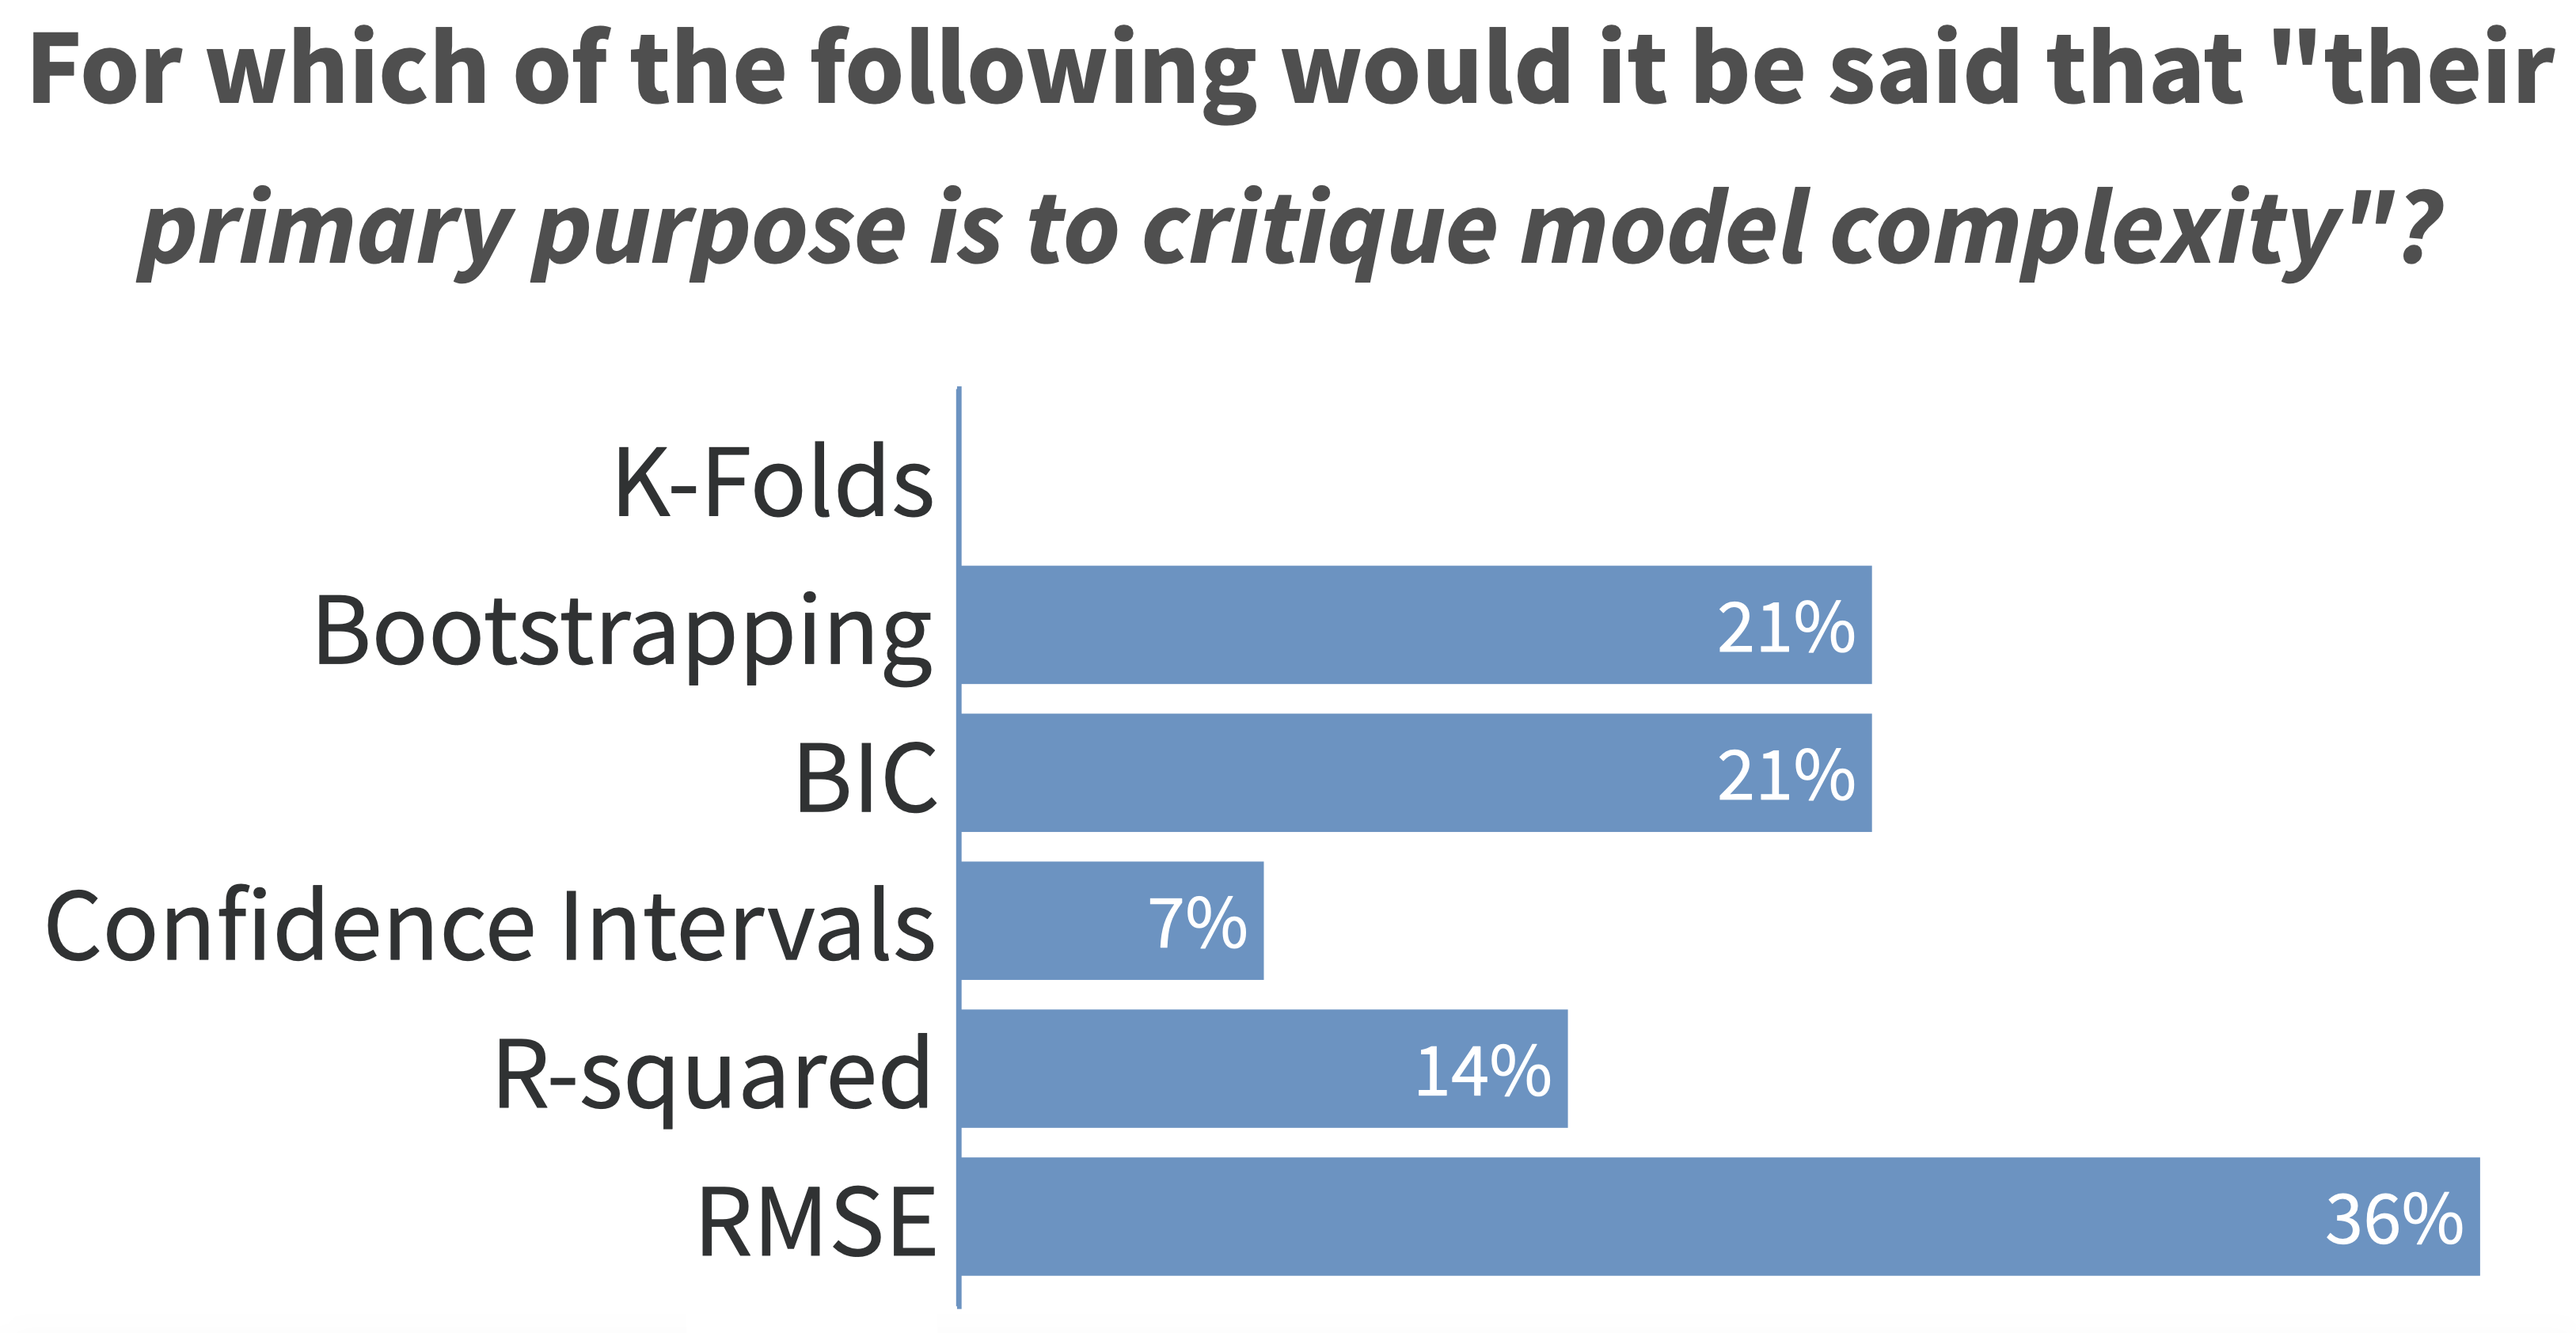 For which of the following would it be said that "their
primary purpose is to critique model complexity"?
K-Folds
Bootstrapping 21%
BIC 21%
Confidence Intervals 7%
R-squared 14%
RMSE 36%